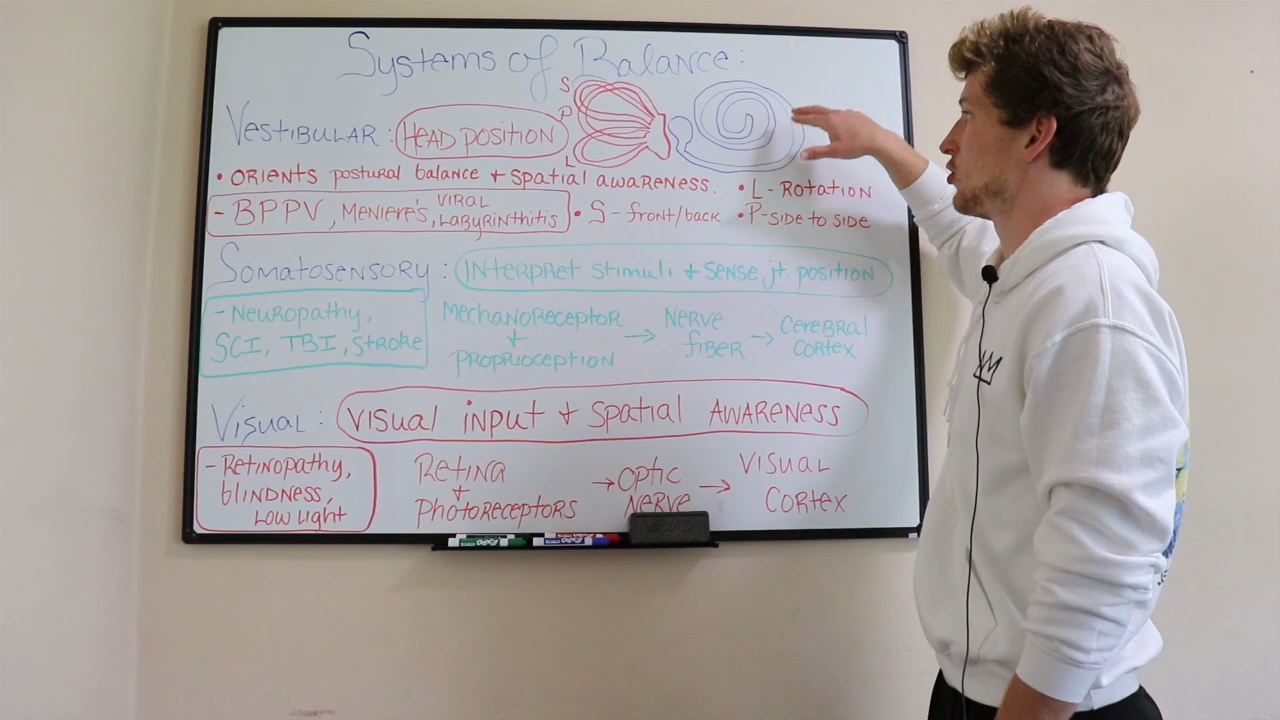 Systems of Balance:
S
P
L
Vestibular: Head position
• Orients postural balance + spatial awareness.
• L - Rotation
- BPPV, Meniere's, Viral Labyrinthitis
• S - front/back
• P - side to side
Somatosensory: Interpret stimuli + sense jt. position
- Neuropathy,
SCI, TBI, Stroke
Mechanoreceptor
+
Proprioception
→ Nerve
fiber
→ Cerebral
cortex
Visual: Visual input + spatial awareness
- Retinopathy,
blindness,
low light
Retina
+
Photoreceptors
→ Optic
Nerve
→ Visual
Cortex
EXPO